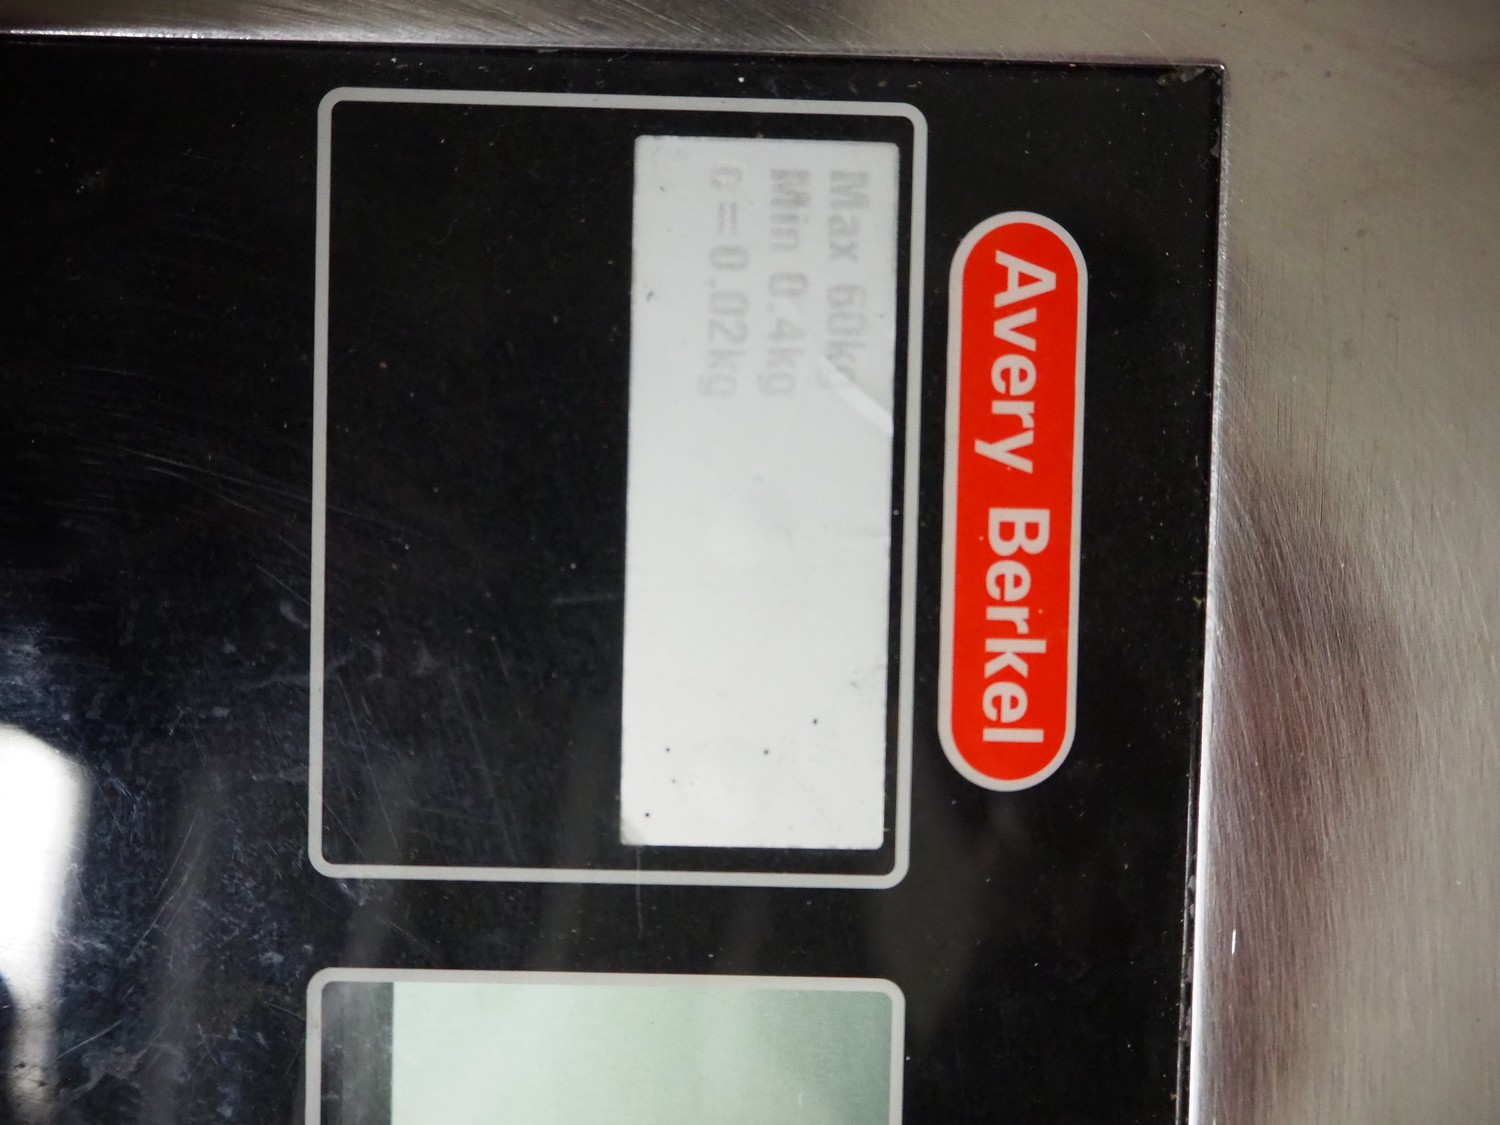 Avery Berkel
Max 60kg
Min 0.4kg
e = 0.02kg